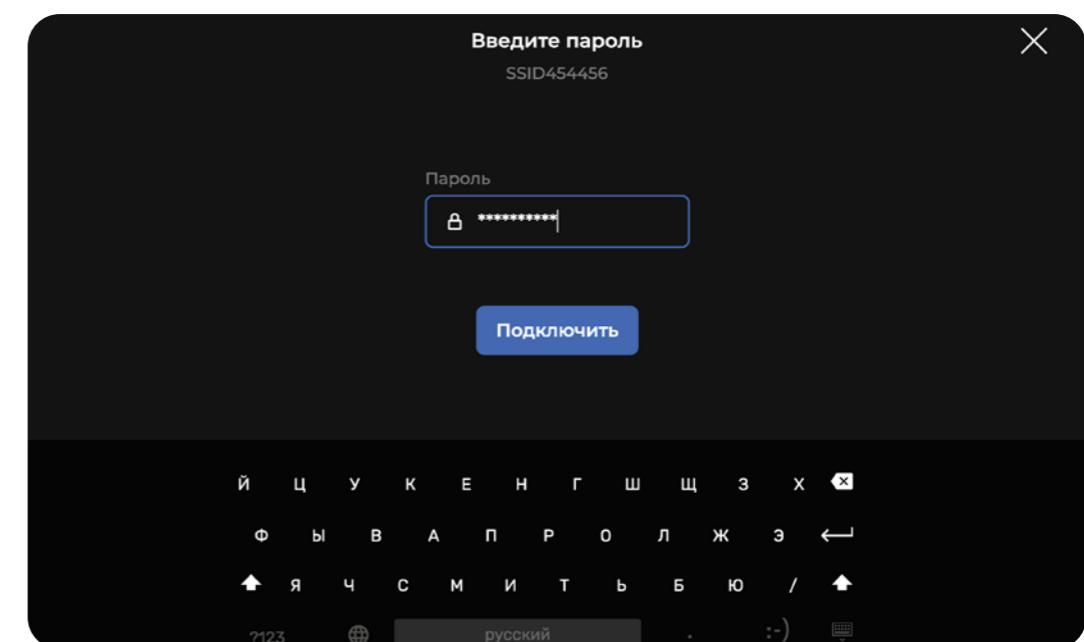 Введите пароль
SSID454456
Пароль
**********
Подключить
й ц у к е н г ш щ з х
ф ы в а п р о л ж э
я ч с м и т ь б ю /
?123 русский . :-)